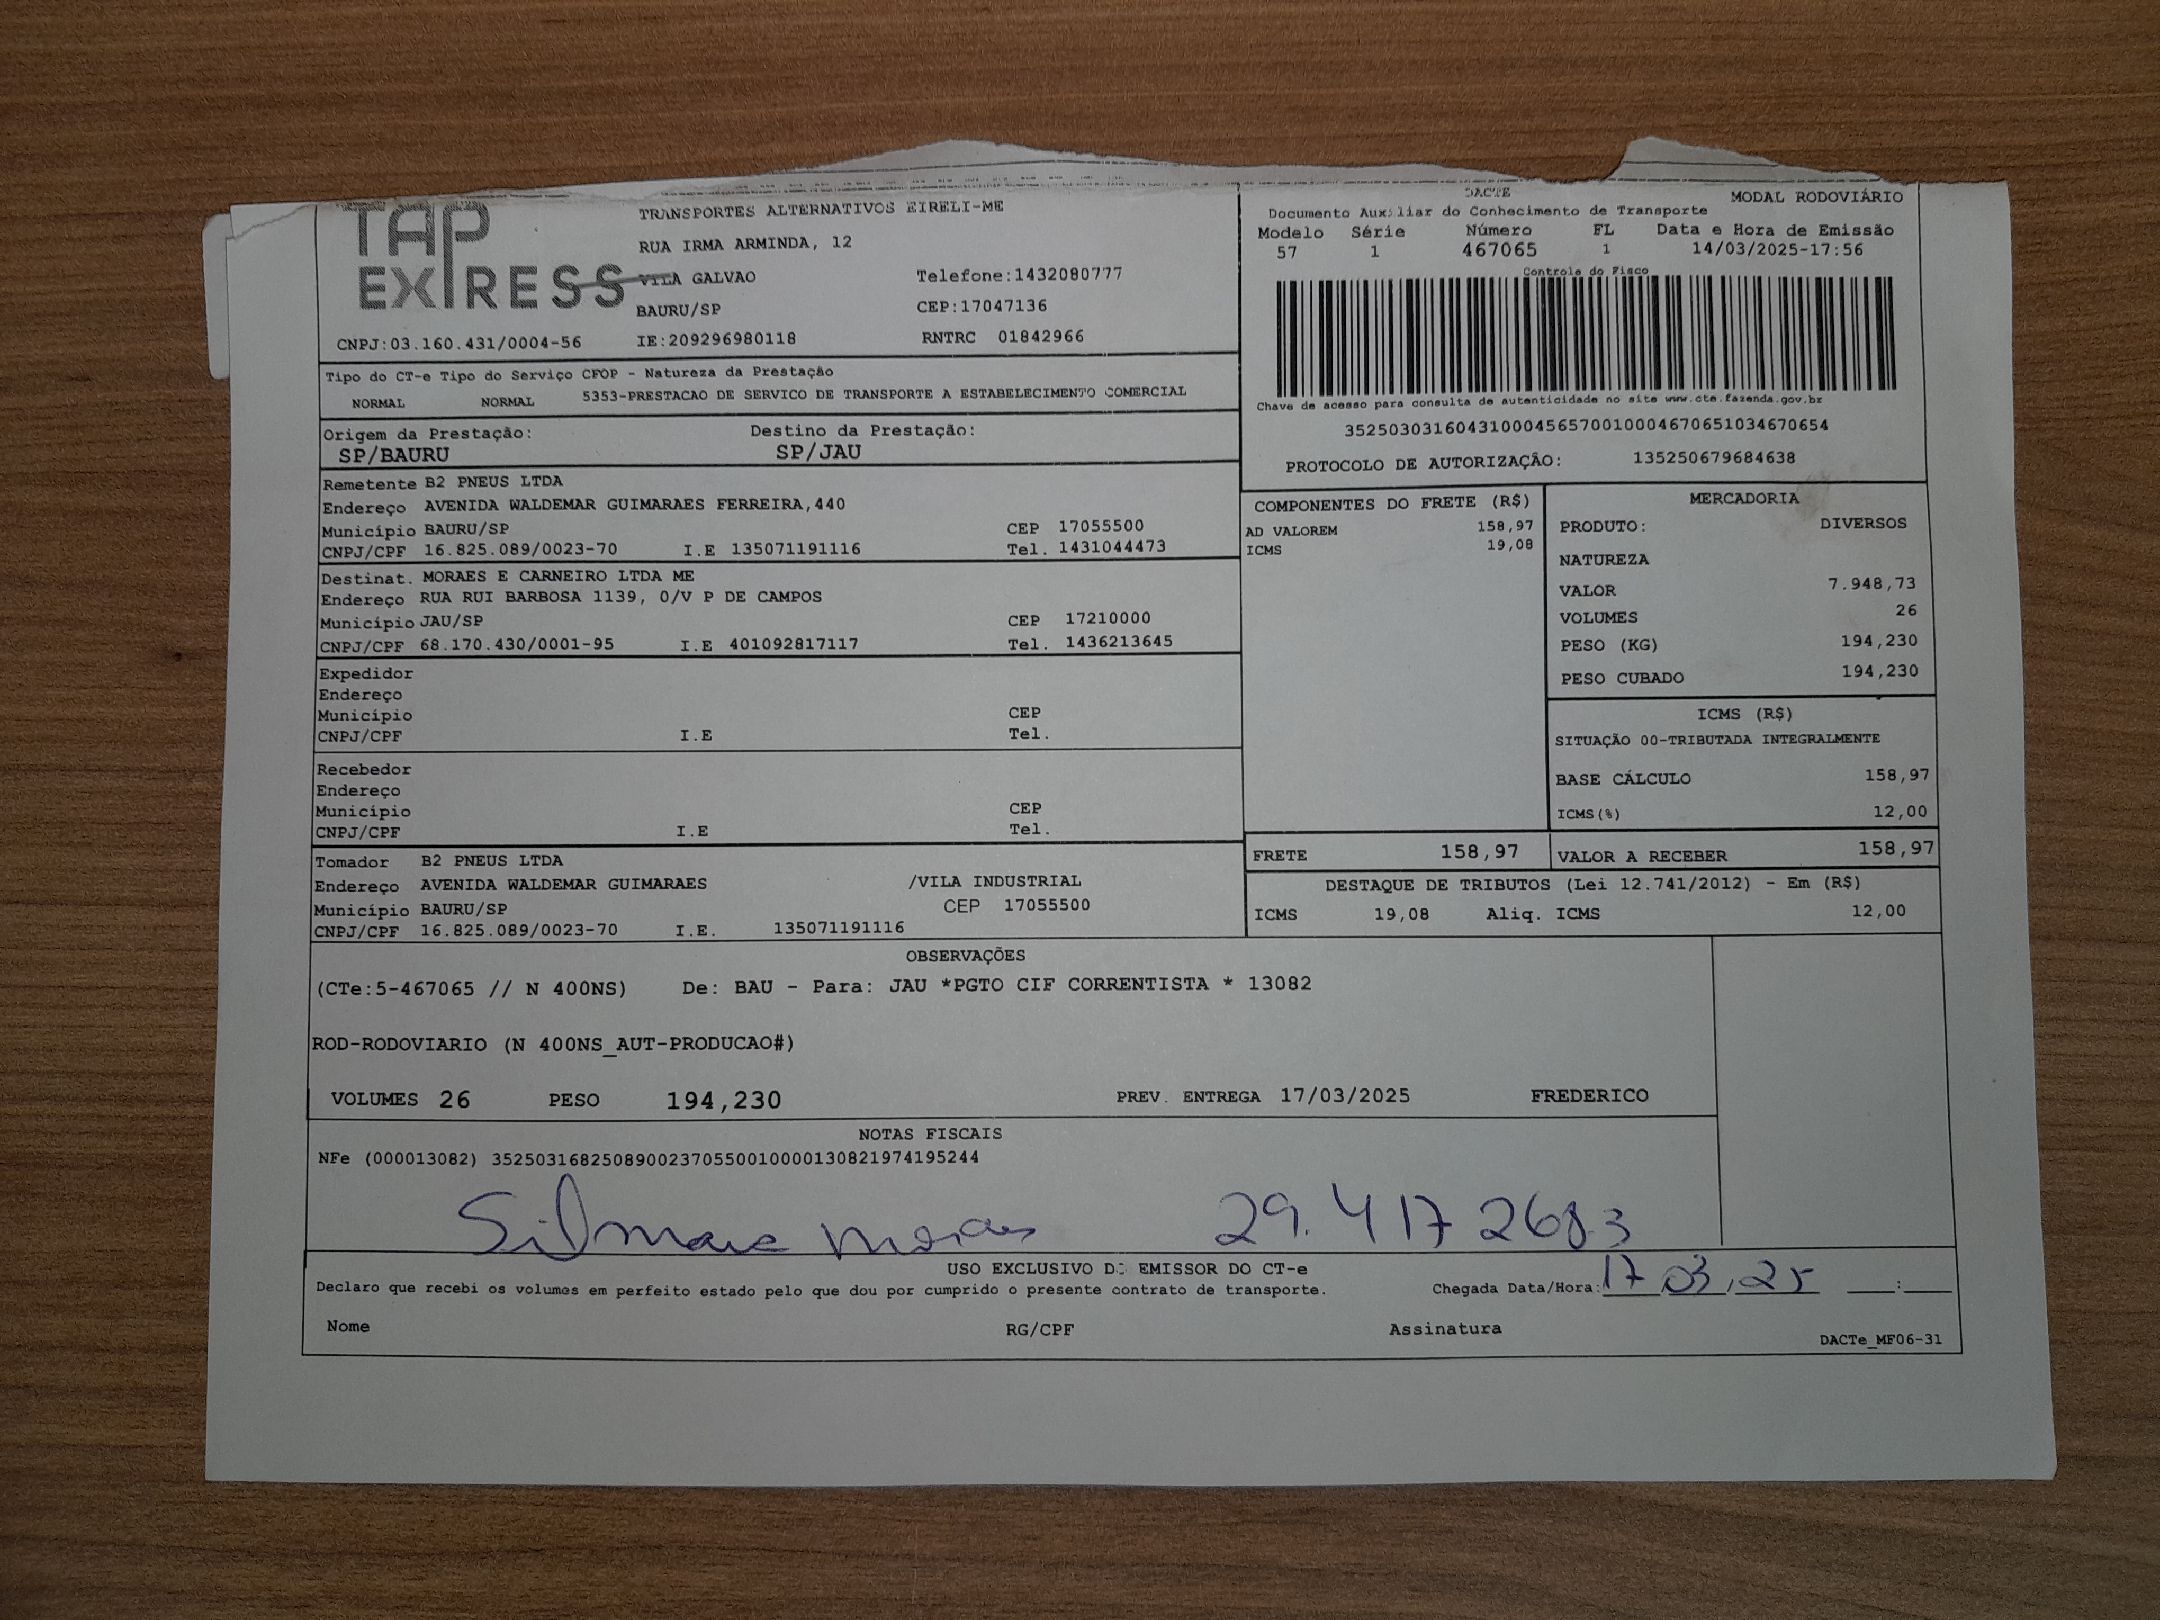 TAP EXPRESS
TRANSPORTES ALTERNATIVOS EIRELI-ME
RUA IRMA ARMINDA, 12
VILA GALVAO Telefone:1432080777
BAURU/SP CEP:17047136
CNPJ:03.160.431/0004-56 IE:209296980118 RNTRC 01842966
DACTE MODAL RODOVIÁRIO
Documento Auxiliar do Conhecimento de Transporte
Modelo Série Número FL Data e Hora de Emissão
57 1 467065 1 14/03/2025-17:56
Controle do Fisco
Chave de acesso para consulta de autenticidade no site www.cte.fazenda.gov.br
35250303160431000456570010004670651034670654
PROTOCOLO DE AUTORIZAÇÃO: 135250679684638
Tipo do CT-e Tipo do Serviço CFOP - Natureza da Prestação
NORMAL NORMAL 5353-PRESTACAO DE SERVICO DE TRANSPORTE A ESTABELECIMENTO COMERCIAL
Origem da Prestação: Destino da Prestação:
SP/BAURU SP/JAU
Remetente B2 PNEUS LTDA
Endereço AVENIDA WALDEMAR GUIMARAES FERREIRA,440
Município BAURU/SP CEP 17055500
CNPJ/CPF 16.825.089/0023-70 I.E 135071191116 Tel. 1431044473
Destinat. MORAES E CARNEIRO LTDA ME
Endereço RUA RUI BARBOSA 1139, 0/V P DE CAMPOS
Município JAU/SP CEP 17210000
CNPJ/CPF 68.170.430/0001-95 I.E 401092817117 Tel. 1436213645
Expedidor
Endereço
Município CEP
CNPJ/CPF I.E Tel.
Recebedor
Endereço
Município CEP
CNPJ/CPF I.E Tel.
Tomador B2 PNEUS LTDA
Endereço AVENIDA WALDEMAR GUIMARAES /VILA INDUSTRIAL
Município BAURU/SP CEP 17055500
CNPJ/CPF 16.825.089/0023-70 I.E. 135071191116
COMPONENTES DO FRETE (R$)
AD VALOREM 158,97
ICMS 19,08
MERCADORIA
PRODUTO: DIVERSOS
NATUREZA
VALOR 7.948,73
VOLUMES 26
PESO (KG) 194,230
PESO CUBADO 194,230
ICMS (R$)
SITUAÇÃO 00-TRIBUTADA INTEGRALMENTE
BASE CÁLCULO 158,97
ICMS(%) 12,00
FRETE 158,97 VALOR A RECEBER 158,97
DESTAQUE DE TRIBUTOS (Lei 12.741/2012) - Em (R$)
ICMS 19,08 Aliq. ICMS 12,00
OBSERVAÇÕES
(CTe:5-467065 // N 400NS) De: BAU - Para: JAU *PGTO CIF CORRENTISTA * 13082
ROD-RODOVIARIO (N 400NS_AUT-PRODUCAO#)
VOLUMES 26 PESO 194,230 PREV. ENTREGA 17/03/2025 FREDERICO
NOTAS FISCAIS
NFe (000013082) 35250316825089002370550010000130821974195244
29.417 268.3
USO EXCLUSIVO DO EMISSOR DO CT-e
Declaro que recebi os volumes em perfeito estado pelo que dou por cumprido o presente contrato de transporte. Chegada Data/Hora: 17 03, 25 :
Nome RG/CPF Assinatura DACTe_MF06-31